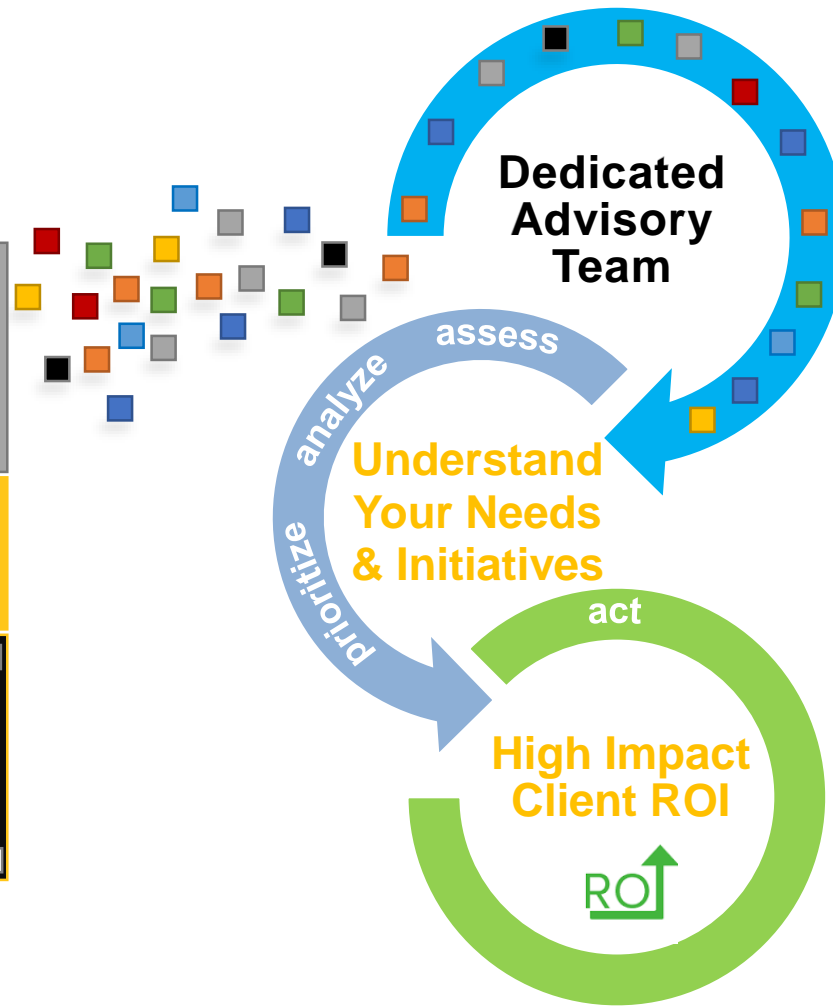 Dedicated
Advisory
Team
assess
analyze
prioritize
Understand
Your Needs
& Initiatives
act
High Impact
Client ROI
ROI